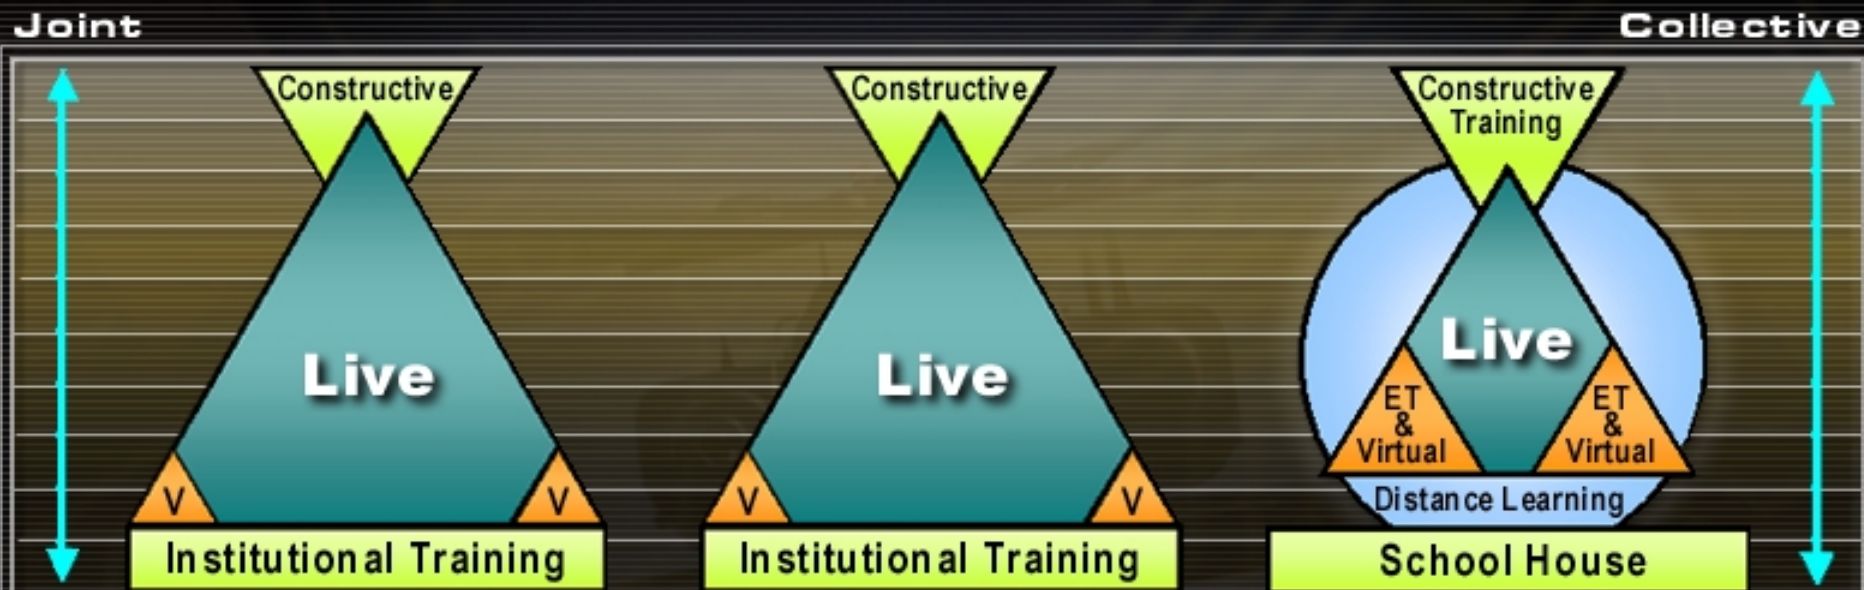 Joint
Collective
Constructive
Live
V
V
Institutional Training
Constructive
Live
V
V
Institutional Training
Constructive
Training
Live
ET
&
Virtual
ET
&
Virtual
Distance Learning
School House